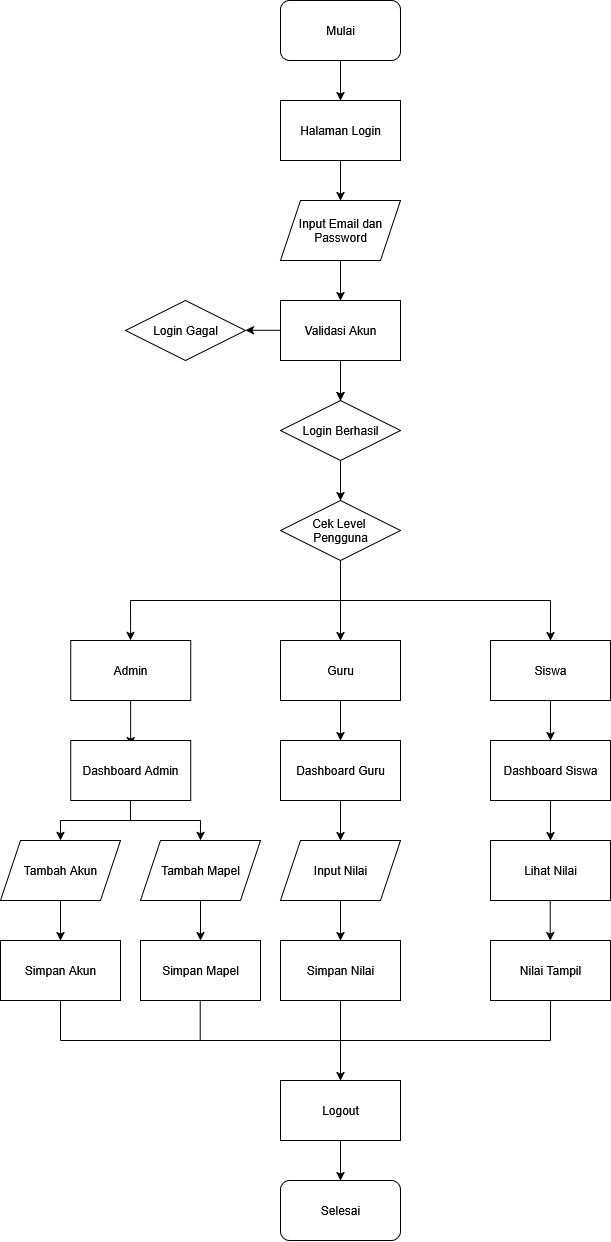 Mulai
Halaman Login
Input Email dan
Password
Login Gagal
Validasi Akun
Login Berhasil
Cek Level
Pengguna
Admin
Guru
Siswa
Dashboard Admin
Dashboard Guru
Dashboard Siswa
Tambah Akun
Tambah Mapel
Input Nilai
Lihat Nilai
Simpan Akun
Simpan Mapel
Simpan Nilai
Nilai Tampil
Logout
Selesai